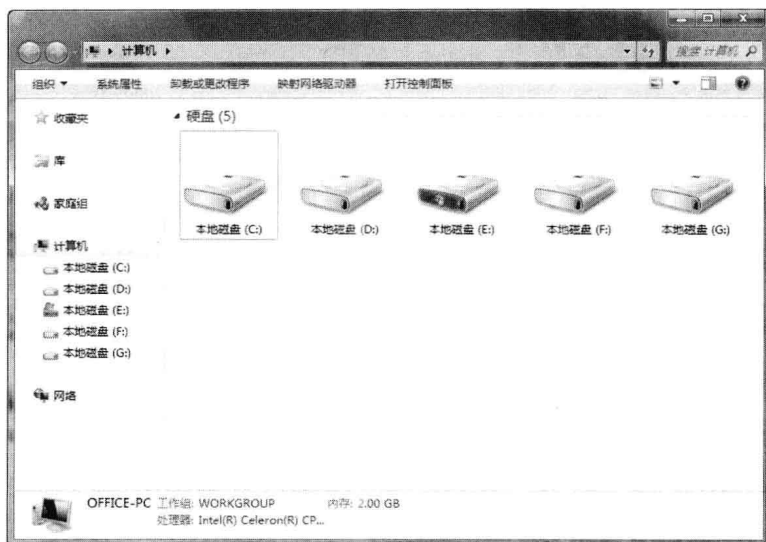 计算机
搜索 计算机
组织 系统属性 卸载或更改程序 映射网络驱动器 打开控制面板
收藏夹
库
家庭组
计算机
本地磁盘 (C:)
本地磁盘 (D:)
本地磁盘 (E:)
本地磁盘 (F:)
本地磁盘 (G:)
网络
硬盘 (5)
本地磁盘 (C:) 本地磁盘 (D:) 本地磁盘 (E:) 本地磁盘 (F:) 本地磁盘 (G:)
OFFICE-PC 工作组: WORKGROUP 内存: 2.00 GB
处理器: Intel(R) Celeron(R) CP...